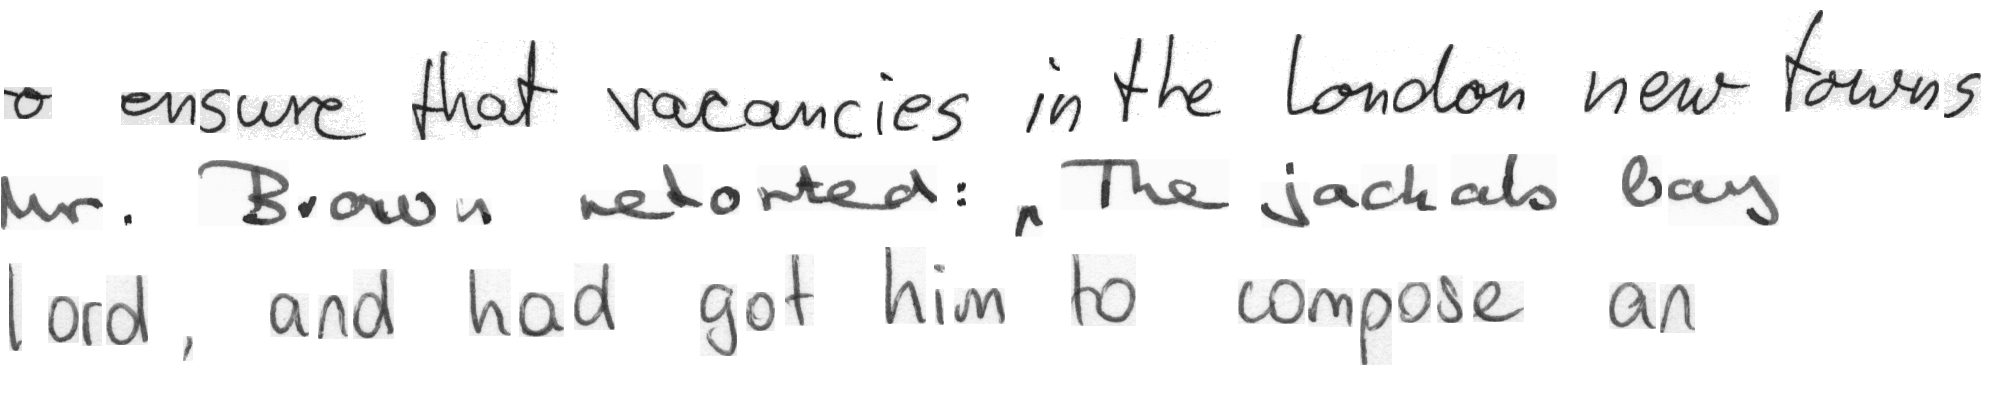 to ensure that vacancies in the London new towns
Mr. Brown retorted: "The jackals bay
lord, and had got him to compose an